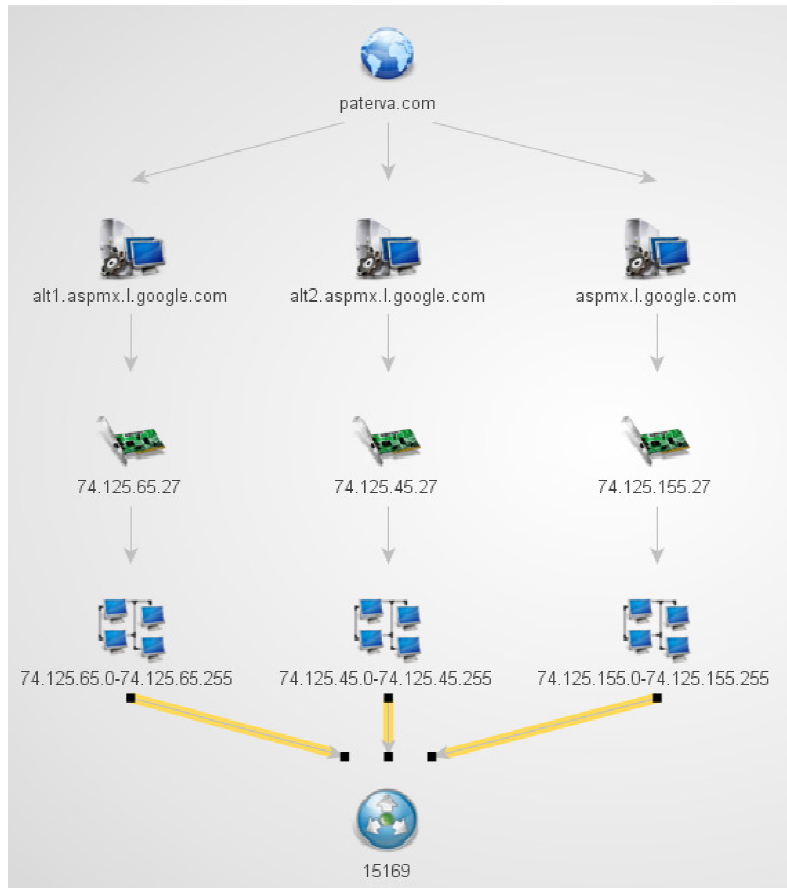 paterva.com
alt1.aspmx.l.google.com
alt2.aspmx.l.google.com
aspmx.l.google.com
74.125.65.27
74.125.45.27
74.125.155.27
74.125.65.0-74.125.65.255
74.125.45.0-74.125.45.255
74.125.155.0-74.125.155.255
15169